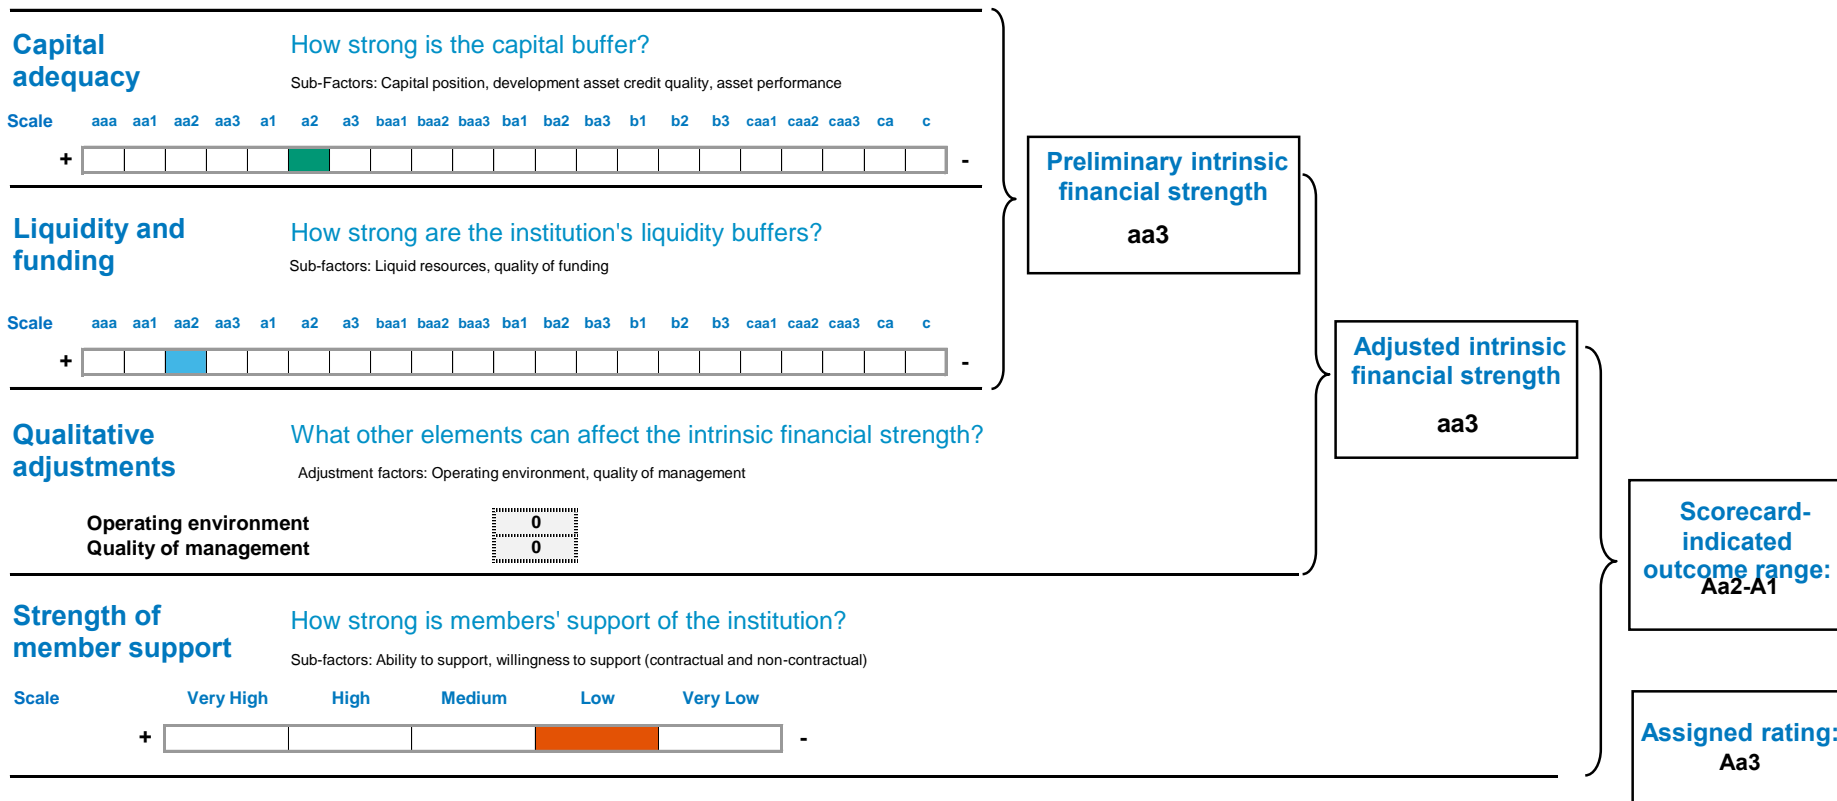 Capital
adequacy
How strong is the capital buffer?
Sub-Factors: Capital position, development asset credit quality, asset performance
Scale aaa aa1 aa2 aa3 a1 a2 a3 baa1 baa2 baa3 ba1 ba2 ba3 b1 b2 b3 caa1 caa2 caa3 ca c
+ -
Preliminary intrinsic
financial strength
aa3
Liquidity and
funding
How strong are the institution's liquidity buffers?
Sub-factors: Liquid resources, quality of funding
Scale aaa aa1 aa2 aa3 a1 a2 a3 baa1 baa2 baa3 ba1 ba2 ba3 b1 b2 b3 caa1 caa2 caa3 ca c
+ -
Adjusted intrinsic
financial strength
aa3
Qualitative
adjustments
What other elements can affect the intrinsic financial strength?
Adjustment factors: Operating environment, quality of management
Operating environment 0
Quality of management 0
Scorecard-
indicated
outcome range:
Aa2-A1
Strength of
member support
How strong is members' support of the institution?
Sub-factors: Ability to support, willingness to support (contractual and non-contractual)
Scale Very High High Medium Low Very Low
+ -
Assigned rating:
Aa3